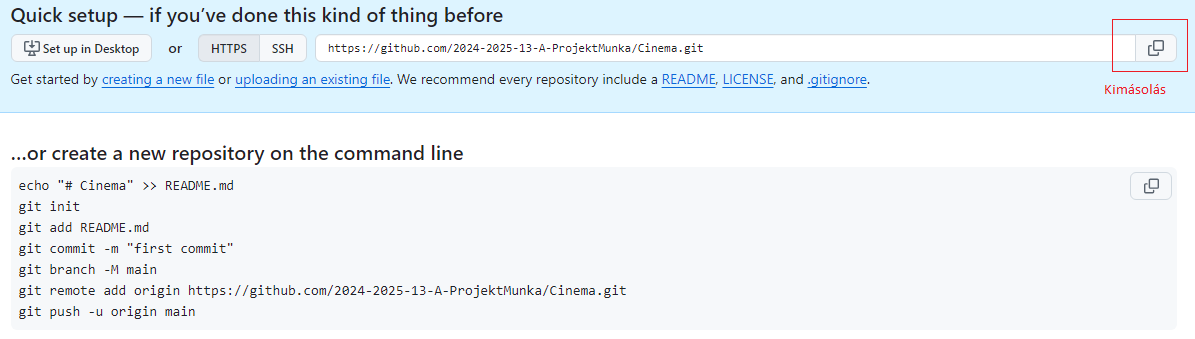 Quick setup — if you’ve done this kind of thing before
Set up in Desktop or HTTPS SSH https://github.com/2024-2025-13-A-ProjektMunka/Cinema.git
Get started by creating a new file or uploading an existing file. We recommend every repository include a README, LICENSE, and .gitignore.
Kimásolás
...or create a new repository on the command line
echo "# Cinema" >> README.md
git init
git add README.md
git commit -m "first commit"
git branch -M main
git remote add origin https://github.com/2024-2025-13-A-ProjektMunka/Cinema.git
git push -u origin main